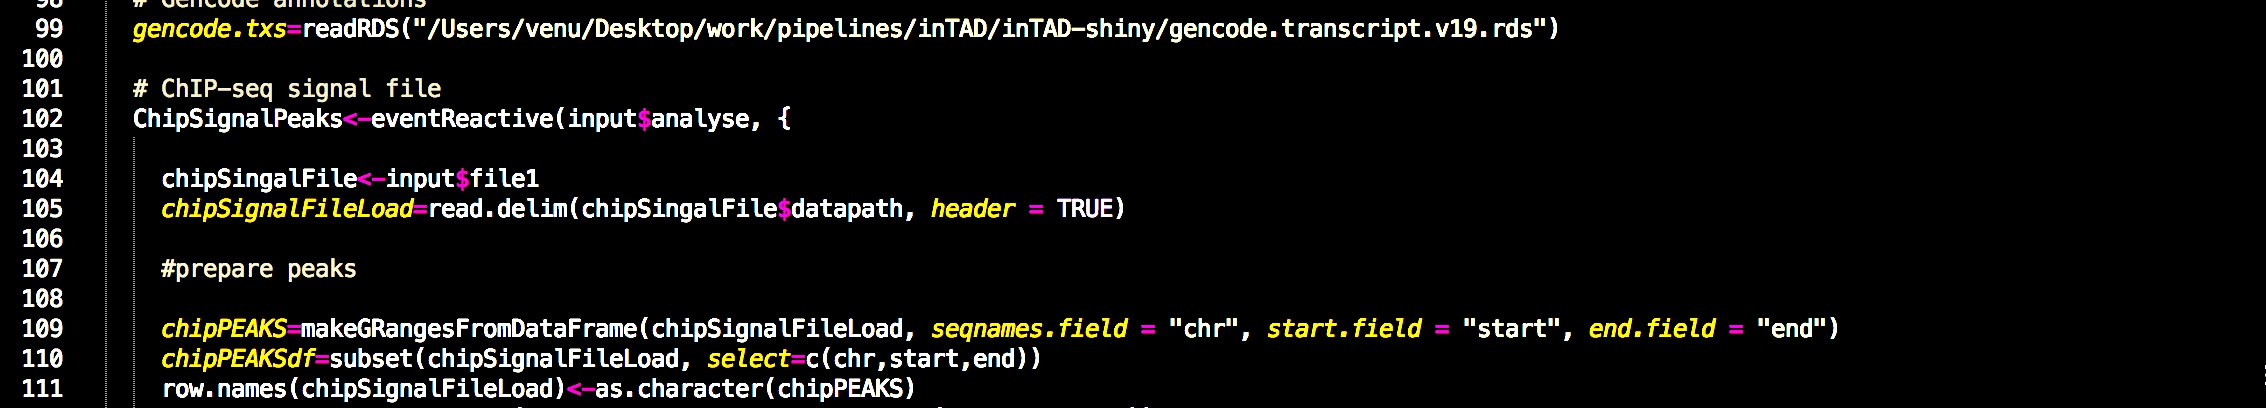 98 # Gencode annotations
99 gencode.txs=readRDS("/Users/venu/Desktop/work/pipelines/inTAD/inTAD-shiny/gencode.transcript.v19.rds")
100
101 # ChIP-seq signal file
102 ChipSignalPeaks<-eventReactive(input$analyse, {
103
104 chipSingalFile<-input$file1
105 chipSignalFileLoad=read.delim(chipSingalFile$datapath, header = TRUE)
106
107 #prepare peaks
108
109 chipPEAKS=makeGRangesFromDataFrame(chipSignalFileLoad, seqnames.field = "chr", start.field = "start", end.field = "end")
110 chipPEAKSdf=subset(chipSignalFileLoad, select=c(chr,start,end))
111 row.names(chipSignalFileLoad)<-as.character(chipPEAKS)